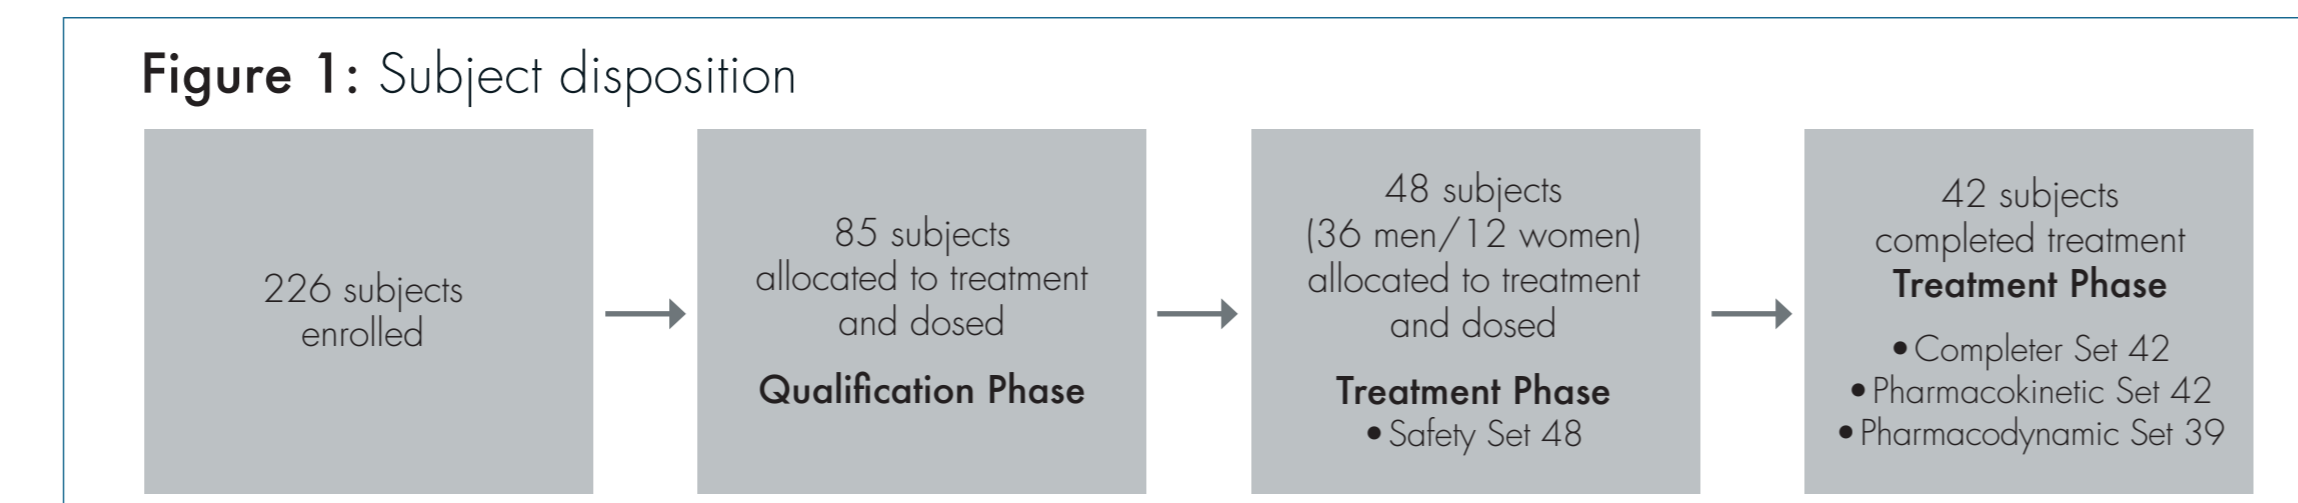 Figure 1: Subject disposition
226 subjects
enrolled
85 subjects
allocated to treatment
and dosed
Qualification Phase
48 subjects
(36 men/12 women)
allocated to treatment
and dosed
Treatment Phase
• Safety Set 48
42 subjects
completed treatment
Treatment Phase
• Completer Set 42
• Pharmacokinetic Set 42
• Pharmacodynamic Set 39